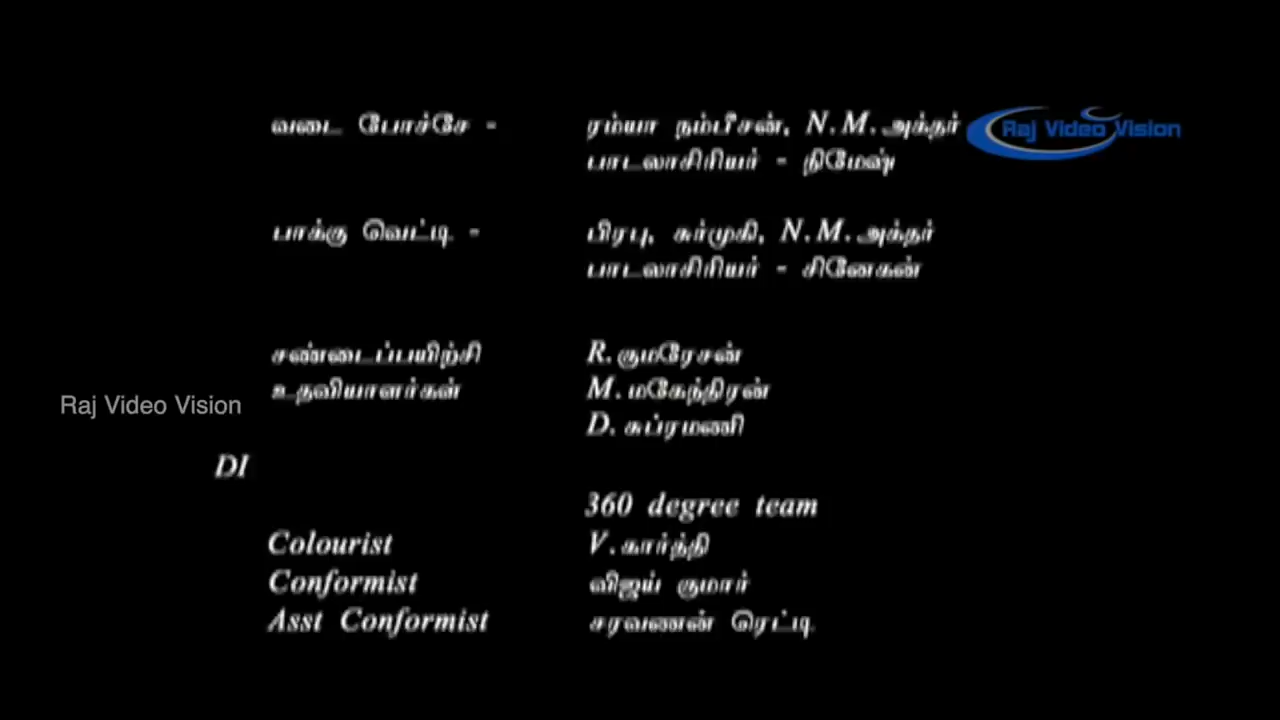 வடை போச்சே - ரம்யா நம்பீசன், N.M.அக்தர்
Raj Video Vision
பாடலாசிரியர் - நிமேஷ்
பாக்கு வெட்டி - பிரபு, சுர்முகி, N.M.அக்தர்
பாடலாசிரியர் - சினேகன்
சண்டைப்பயிற்சி R.குமரேசன்
உதவியாளர்கள் M.மகேந்திரன்
Raj Video Vision
D.சுப்ரமணி
DI
360 degree team
Colourist V.கார்த்தி
Conformist விஜய் குமார்
Asst Conformist சரவணன் ரெட்டி